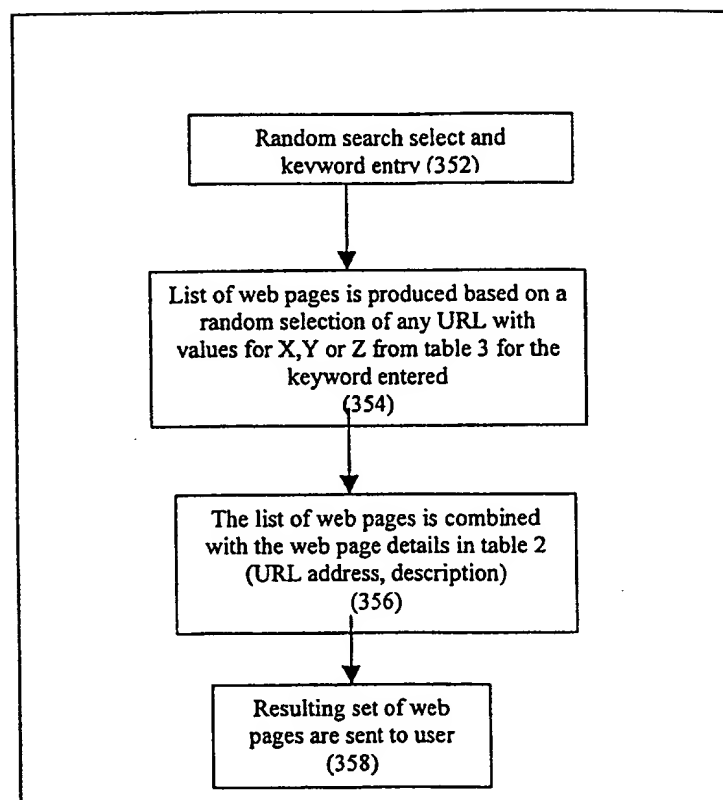 Random search select and
keyword entry (352)
List of web pages is produced based on a
random selection of any URL with
values for X,Y or Z from table 3 for the
keyword entered
(354)
The list of web pages is combined
with the web page details in table 2
(URL address, description)
(356)
Resulting set of web
pages are sent to user
(358)